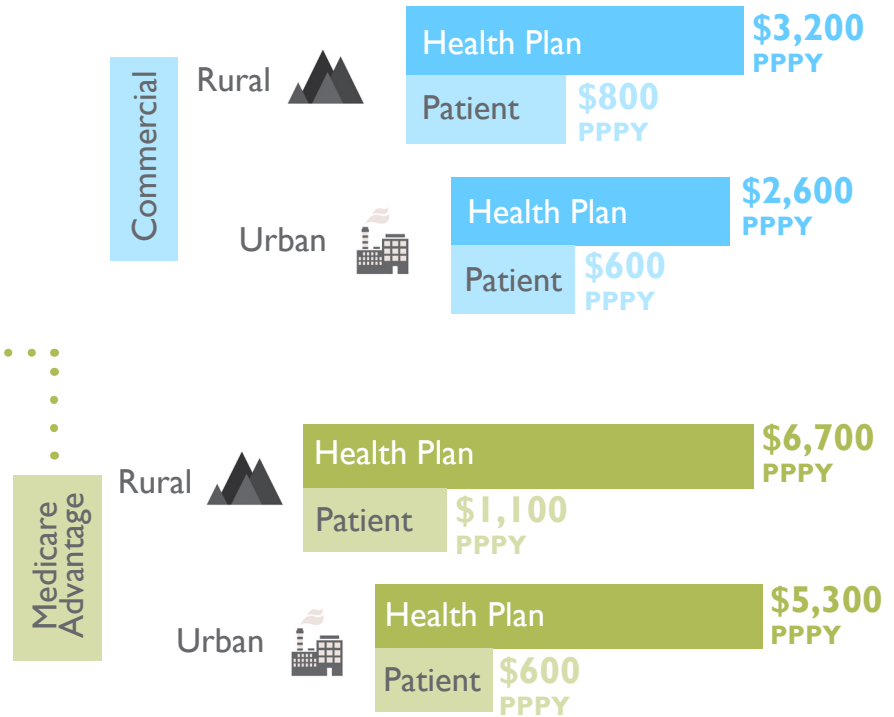 Commercial
Rural
Health Plan
$3,200
PPPY
Patient
$800
PPPY
Urban
Health Plan
$2,600
PPPY
Patient
$600
PPPY
Medicare
Advantage
Rural
Health Plan
$6,700
PPPY
Patient
$1,100
PPPY
Urban
Health Plan
$5,300
PPPY
Patient
$600
PPPY